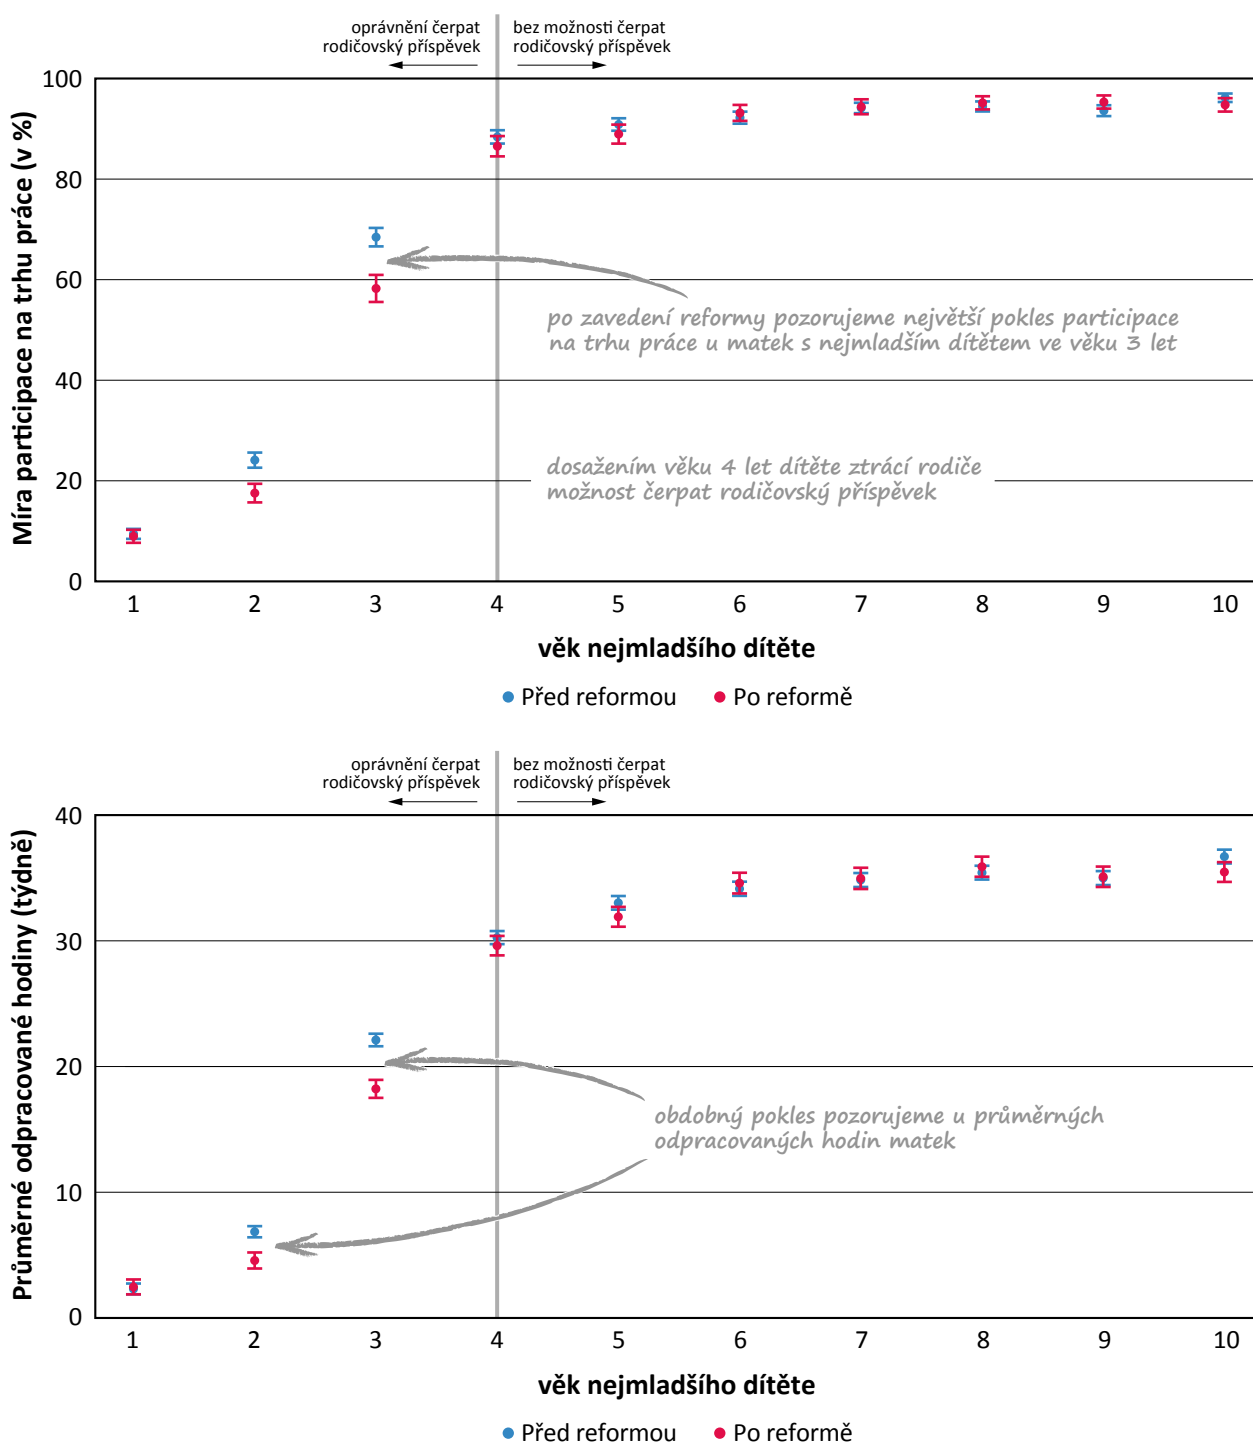 oprávnění čerpat
rodičovský příspěvek
bez možnosti čerpat
rodičovský příspěvek
Míra participace na trhu práce (v %)
100
80
60
40
20
0
po zavedení reformy pozorujeme největší pokles participace
na trhu práce u matek s nejmladším dítětem ve věku 3 let
dosažením věku 4 let dítěte ztrácí rodiče
možnost čerpat rodičovský příspěvek
1 2 3 4 5 6 7 8 9 10
věk nejmladšího dítěte
Před reformou Po reformě
oprávnění čerpat
rodičovský příspěvek
bez možnosti čerpat
rodičovský příspěvek
Průměrné odpracované hodiny (týdně)
40
30
20
10
0
obdobný pokles pozorujeme u průměrných
odpracovaných hodin matek
1 2 3 4 5 6 7 8 9 10
věk nejmladšího dítěte
Před reformou Po reformě